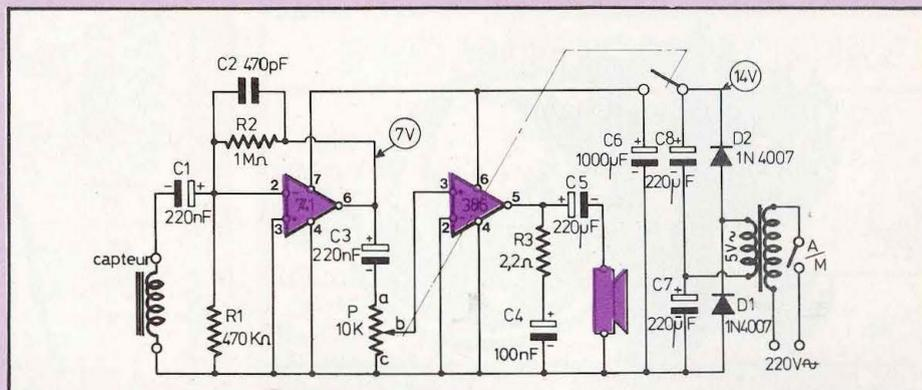 C2 470pF
R2
1MΩ
C1
- +
220nF
capteur
R1
470KΩ
2
3
741
7
6
4
7V
+
C3
220nF
-
a
P
10K
b
c
3
2
386
6
5
4
C5
+ -
220µF
R3
2,2Ω
C4
+
100nF
-
C6
1000µF
+
-
C8
+
220µF
-
14V
D2
1N 4007
5V~
C7
+
220µF
-
D1
1N4007
A/M
220V~